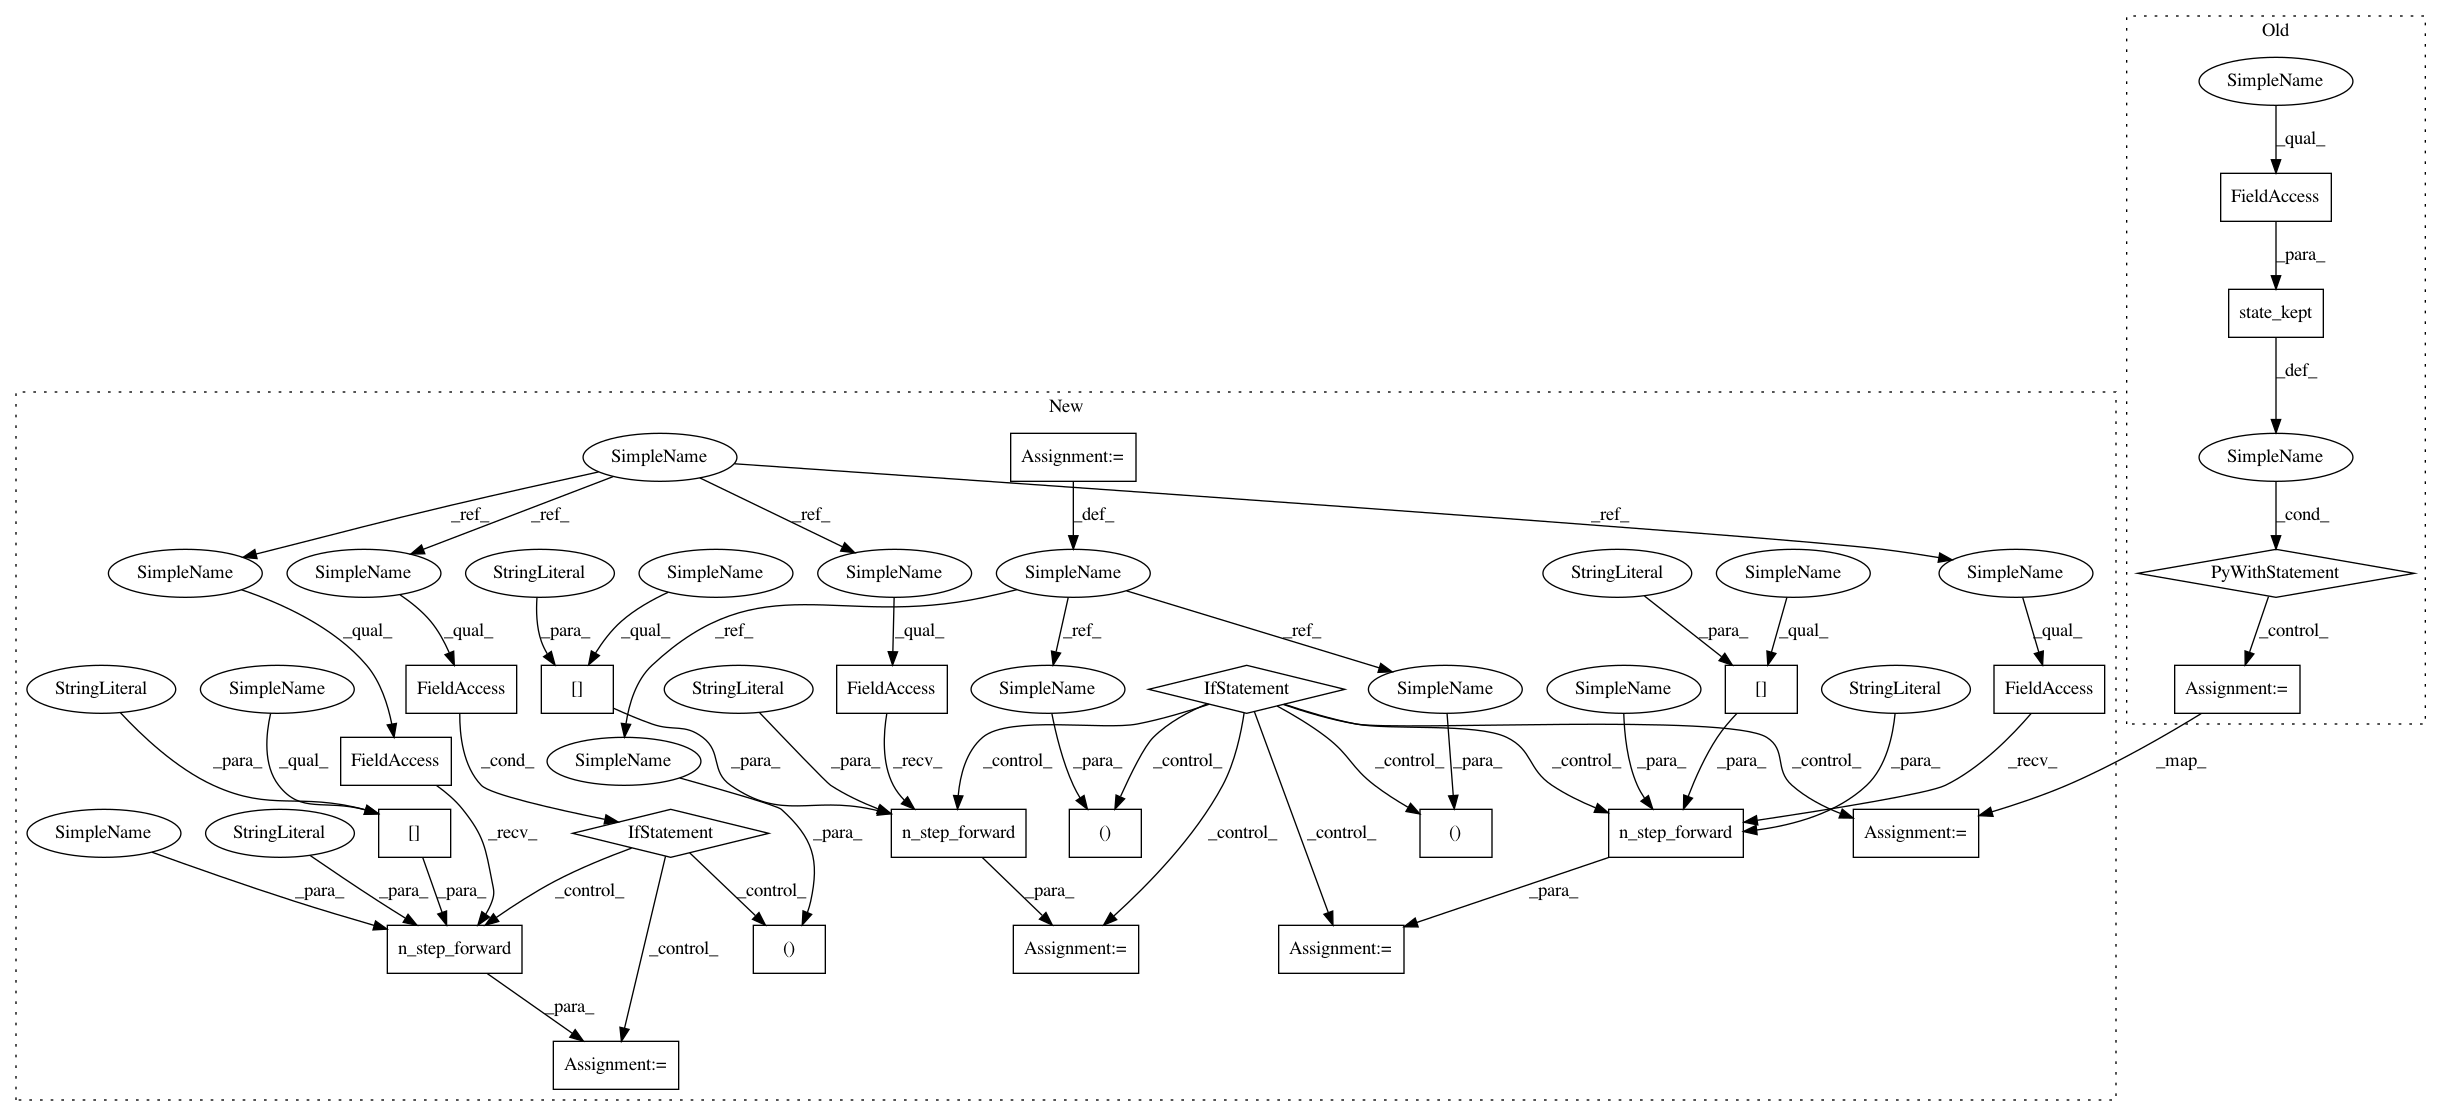 Old
SimpleName
_qual_
FieldAccess
_para_
state_kept
_def_
New
SimpleName
Assignment:=
SimpleName
_ref_
_ref_
_ref_
_def_
_ref_
_cond_
SimpleName
SimpleName
StringLiteral
SimpleName
SimpleName
SimpleName
StringLiteral
SimpleName
SimpleName
PyWithStatement
_qual_
_qual_
_para_
_qual_
_ref_
_qual_
_ref_
_ref_
_para_
_qual_
_qual_
_control_
StringLiteral
SimpleName
FieldAccess
[]
StringLiteral
FieldAccess
SimpleName
IfStatement
SimpleName
SimpleName
[]
StringLiteral
FieldAccess
Assignment:=
_para_
_qual_
FieldAccess
_cond_
SimpleName
_para_
_para_
_recv_
_control_
_para_
_control_
_control_
_control_
_para_
_control_
_para_
_para_
_control_
_para_
_recv_
_map_
SimpleName
StringLiteral
[]
_recv_
IfStatement
_para_
n_step_forward
()
_control_
_control_
()
n_step_forward
Assignment:=
_para_
_para_
_para_
_control_
_control_
_para_
_para_
n_step_forward
_control_
()
Assignment:=
Assignment:=
_para_
Assignment:=